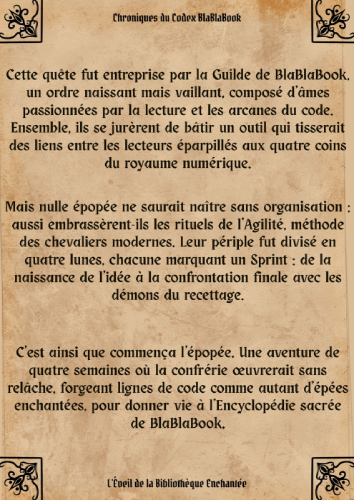 Chroniques du Codex BlaBlaBook
Cette quête fut entreprise par la Guilde de BlaBlaBook,
un ordre naissant mais vaillant, composé d'âmes
passionnées par la lecture et les arcanes du code.
Ensemble, ils se jurèrent de bâtir un outil qui tisserait
des liens entre les lecteurs éparpillés aux quatre coins
du royaume numérique.
Mais nulle épopée ne saurait naître sans organisation :
aussi embrassèrent-ils les rituels de l'Agilité, méthode
des chevaliers modernes. Leur périple fut divisé en
quatre lunes, chacune marquant un Sprint : de la
naissance de l'idée à la confrontation finale avec les
démons du recettage.
C'est ainsi que commença l'épopée. Une aventure de
quatre semaines où la confrérie œuvrerait sans
relâche, forgeant lignes de code comme autant d'épées
enchantées, pour donner vie à l'Encyclopédie sacrée
de BlaBlaBook.
L'Éveil de la Bibliothèque Enchantée